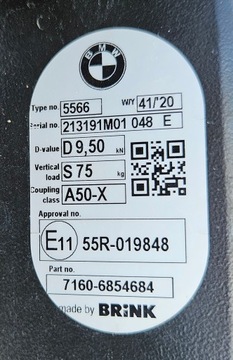 BMW
Type no. 5566 W/Y 41/'20
Serial no. 213191M01 048 E
D-value D 9,50 kN
Vertical load S 75 kg
Coupling class A50-X
Approval no.
E11 55R-019848
Part no.
7160-6854684
made by BRINK